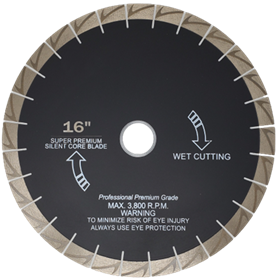 16"
SUPER PREMIUM
SILENT CORE BLADE
WET CUTTING
Professional Premium Grade
MAX. 3,800 R.P.M.
WARNING
TO MINIMIZE RISK OF EYE INJURY
ALWAYS USE EYE PROTECTION